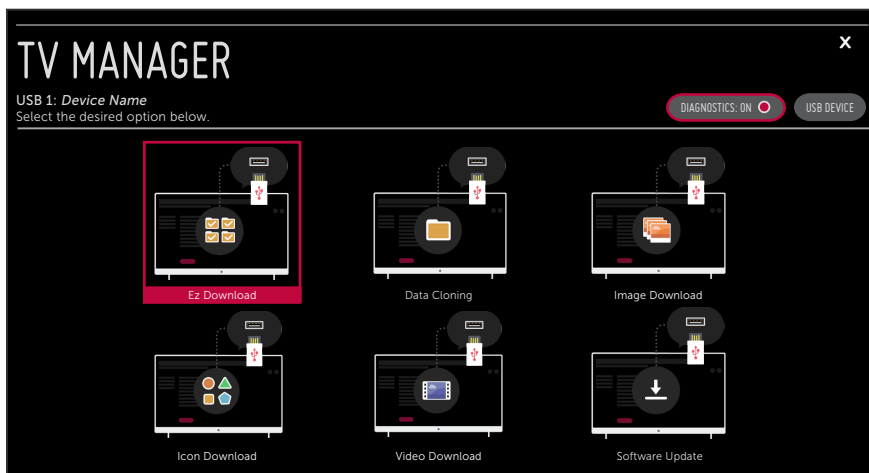 TV MANAGER
X
USB 1: Device Name
Select the desired option below.
DIAGNOSTICS: ON
USB DEVICE
Ez Download
Data Cloning
Image Download
Icon Download
Video Download
Software Update